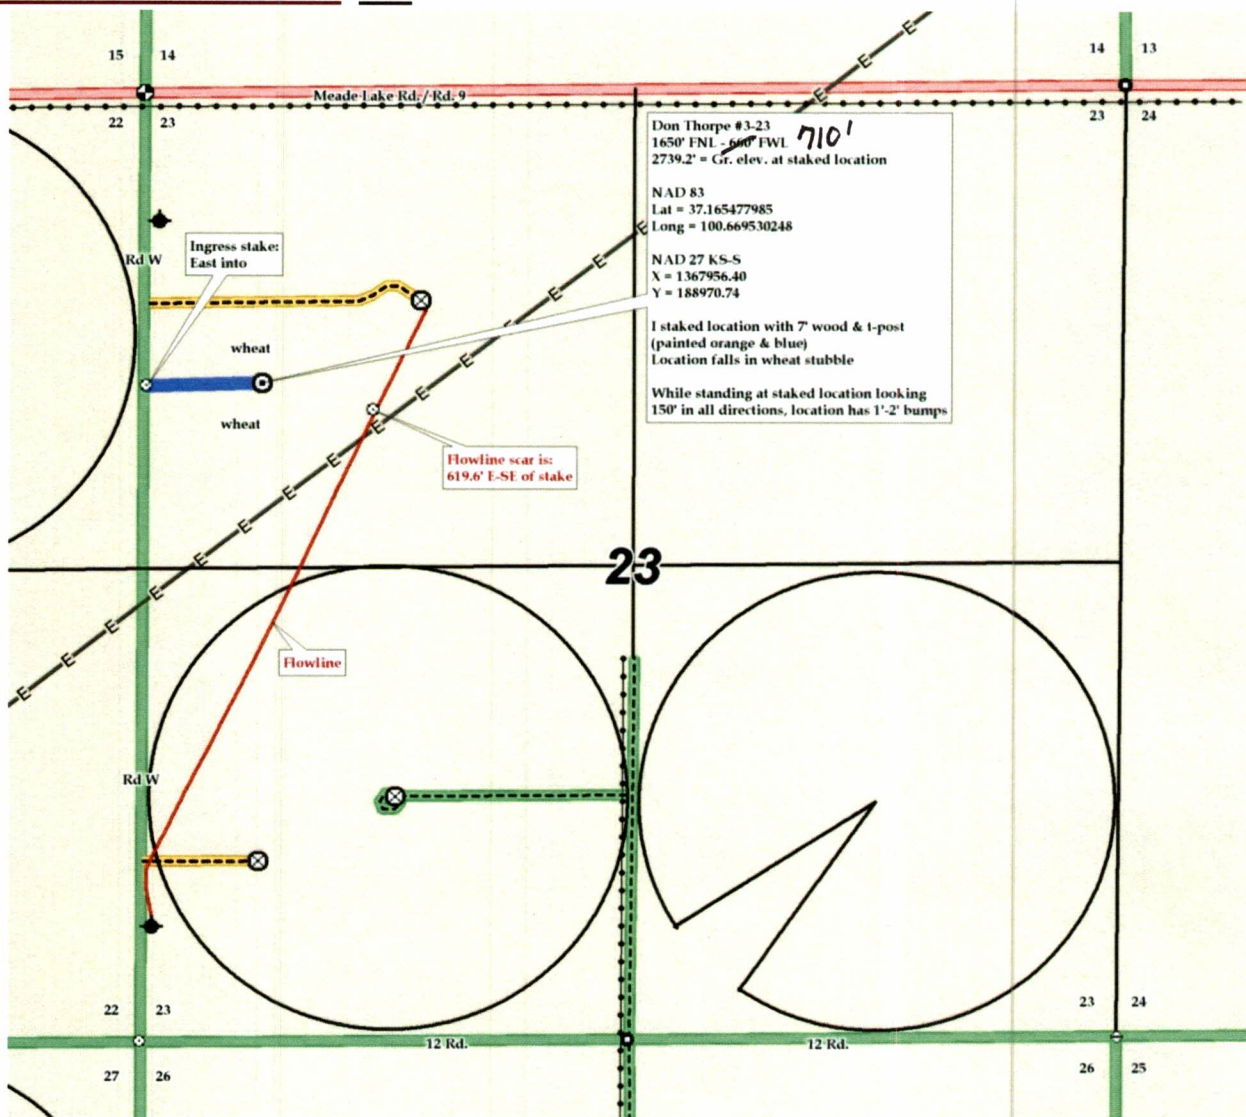 15 14
14 13
Meade Lake Rd./ Rd. 9
22 23
23 24
Don Thorpe #3-23
1650' FNL - 660' FWL 710'
2739.2' = Gr. elev. at staked location
NAD 83
Lat = 37.165477985
Long = 100.669530248
NAD 27 KS-S
X = 1367956.40
Y = 188970.74
I staked location with 7' wood & t-post
(painted orange & blue)
Location falls in wheat stubble
While standing at staked location looking
150' in all directions, location has 1'-2' bumps
Ingress stake:
East into
Rd W
wheat
wheat
Flowline scar is:
619.6' E-SE of stake
E E E E E E E E E E E E E E E E E E
23
Flowline
Rd W
22 23
23 24
12 Rd.
12 Rd.
27 26
26 25